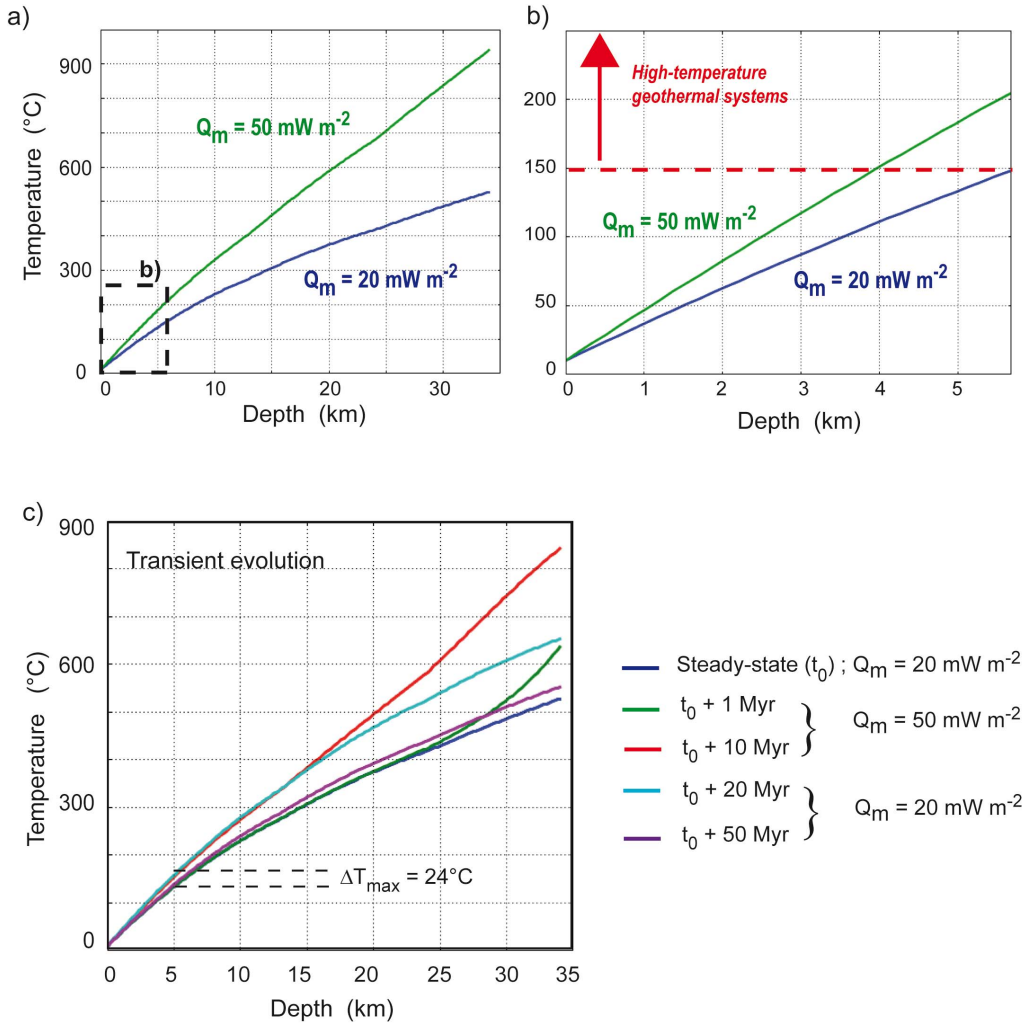 a)
900
600
300
0
Temperature (°C)
Qm = 50 mW m-2
Qm = 20 mW m-2
b)
0 10 20 30
Depth (km)
b)
200
150
100
50
0
High-temperature
geothermal systems
Qm = 50 mW m-2
Qm = 20 mW m-2
0 1 2 3 4 5
Depth (km)
c)
900
600
300
0
Temperature (°C)
Transient evolution
ΔTmax = 24°C
0 5 10 15 20 25 30 35
Depth (km)
Steady-state (t0) ; Qm = 20 mW m-2
t0 + 1 Myr
t0 + 10 Myr
} Qm = 50 mW m-2
t0 + 20 Myr
t0 + 50 Myr
} Qm = 20 mW m-2